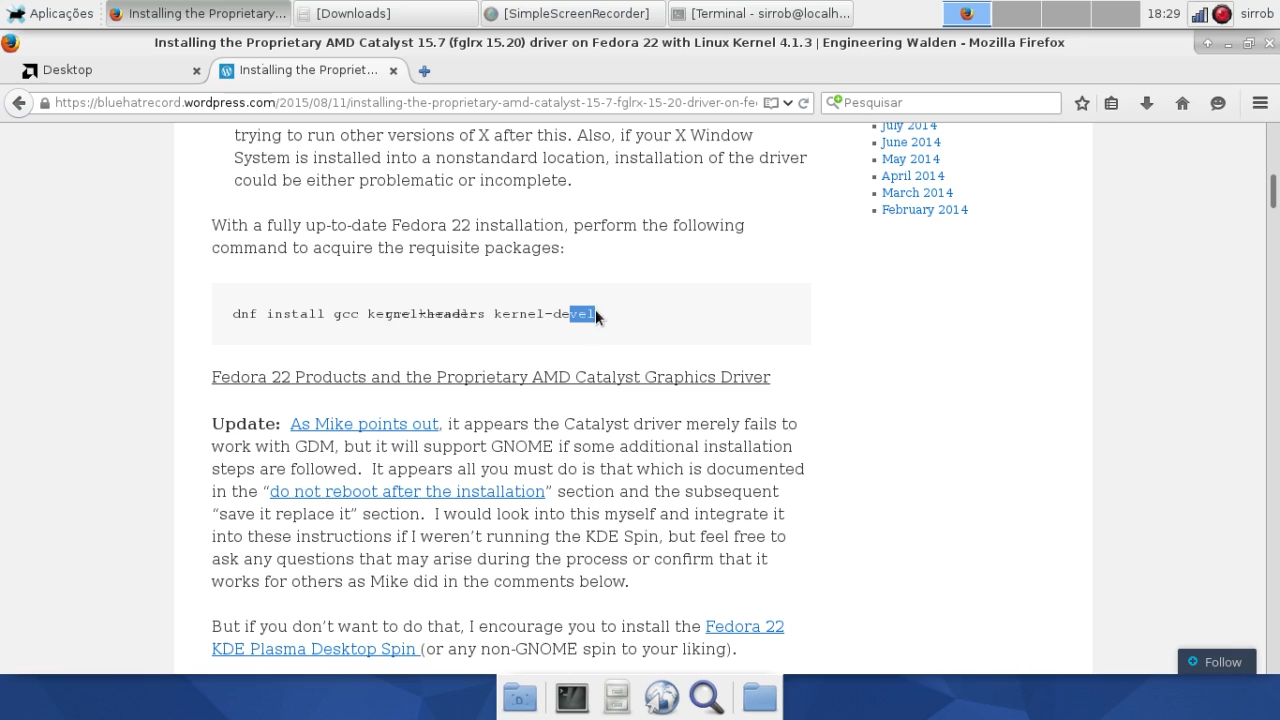 Aplicações
Installing the Proprietary...
[Downloads]
[SimpleScreenRecorder]
[Terminal - sirrob@localh...
18:29
sirrob
Installing the Proprietary AMD Catalyst 15.7 (fglrx 15.20) driver on Fedora 22 with Linux Kernel 4.1.3 | Engineering Walden - Mozilla Firefox
Desktop
Installing the Propriet...
https://bluehatrecord.wordpress.com/2015/08/11/installing-the-proprietary-amd-catalyst-15-7-fglrx-15-20-driver-on-fe
Pesquisar
trying to run other versions of X after this. Also, if your X Window
System is installed into a nonstandard location, installation of the driver
could be either problematic or incomplete.
With a fully up-to-date Fedora 22 installation, perform the following
command to acquire the requisite packages:
dnf install gcc kernel-headers kernel-devel
Fedora 22 Products and the Proprietary AMD Catalyst Graphics Driver
Update: As Mike points out, it appears the Catalyst driver merely fails to
work with GDM, but it will support GNOME if some additional installation
steps are followed. It appears all you must do is that which is documented
in the “do not reboot after the installation” section and the subsequent
“save it replace it” section. I would look into this myself and integrate it
into these instructions if I weren’t running the KDE Spin, but feel free to
ask any questions that may arise during the process or confirm that it
works for others as Mike did in the comments below.
But if you don’t want to do that, I encourage you to install the Fedora 22
KDE Plasma Desktop Spin (or any non-GNOME spin to your liking).
July 2014
June 2014
May 2014
April 2014
March 2014
February 2014
Follow